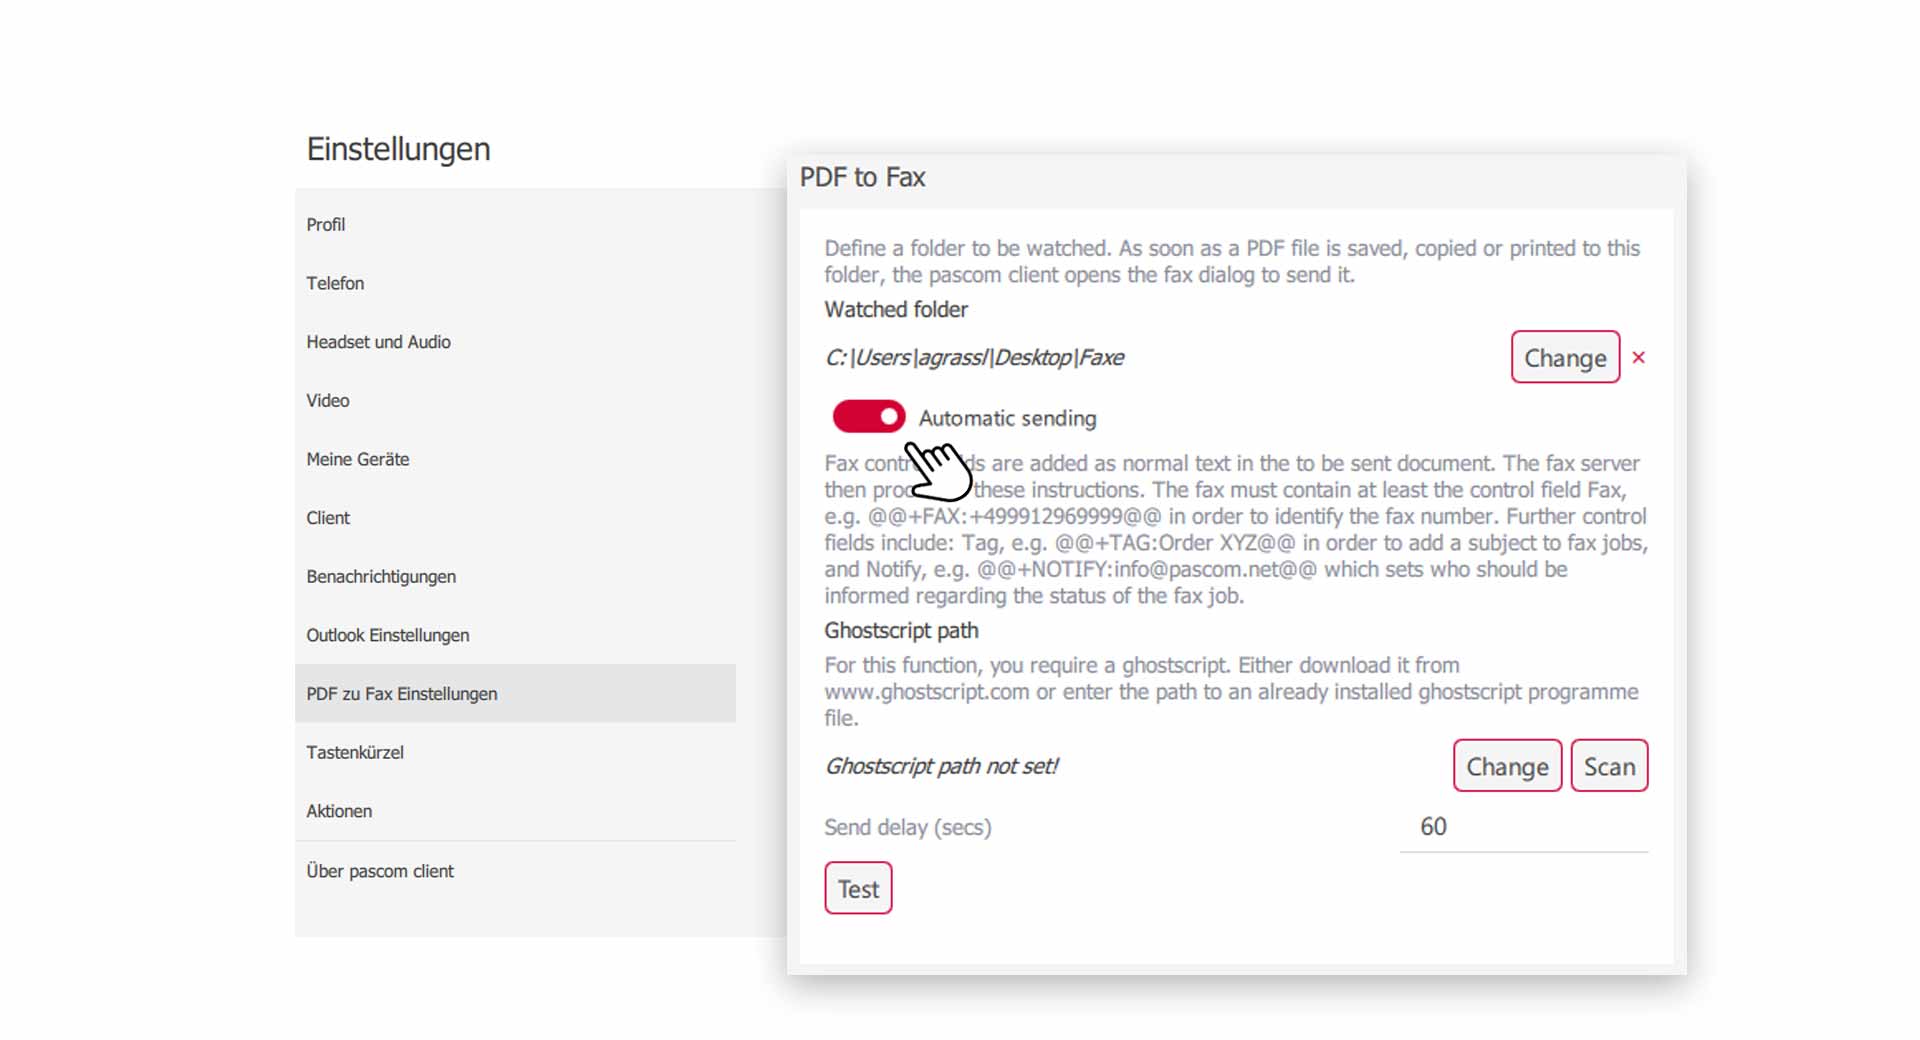 Einstellungen
Profil
Telefon
Headset und Audio
Video
Meine Geräte
Client
Benachrichtigungen
Outlook Einstellungen
PDF zu Fax Einstellungen
Tastenkürzel
Aktionen
Über pascom client
PDF to Fax
Define a folder to be watched. As soon as a PDF file is saved, copied or printed to this
folder, the pascom client opens the fax dialog to send it.
Watched folder
C:|Users|agrassl|Desktop|Faxe
Change ×
Automatic sending
Fax are added as normal text in the to be sent document. The fax server
then these instructions. The fax must contain at least the control field Fax,
e.g. @@+FAX:+499912969999@@ in order to identify the fax number. Further control
fields include: Tag, e.g. @@+TAG:Order XYZ@@ in order to add a subject to fax jobs,
and Notify, e.g. @@+NOTIFY:info@pascom.net@@ which sets who should be
informed regarding the status of the fax job.
Ghostscript path
For this function, you require a ghostscript. Either download it from
www.ghostscript.com or enter the path to an already installed ghostscript programme
file.
Ghostscript path not set!
Change Scan
Send delay (secs) 60
Test